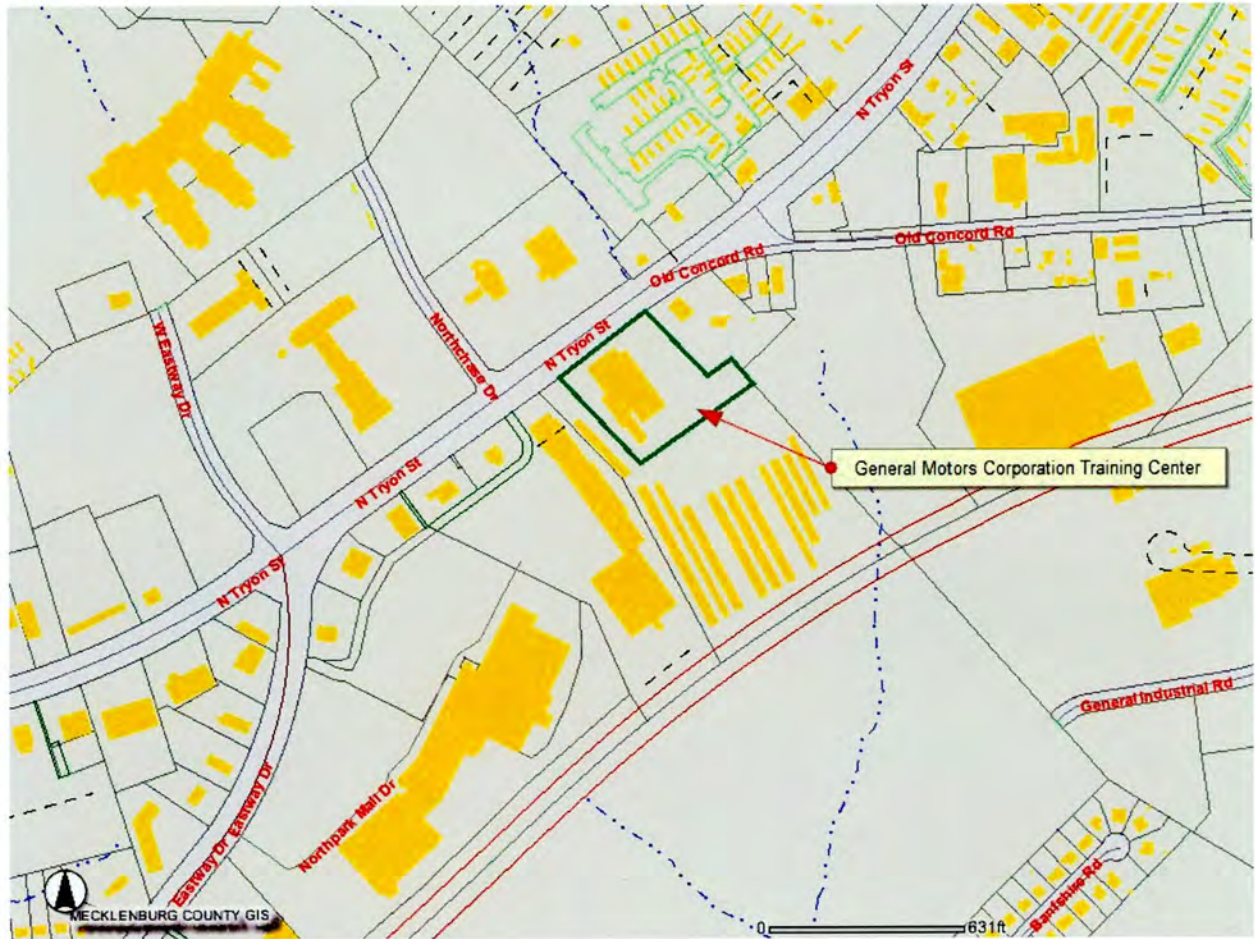 N Tryon St
Old Concord Rd
Old Concord Rd
N Tryon St
W Eastway Dr
Northchase Dr
General Motors Corporation Training Center
N Tryon St
N Tryon St
General Industrial Rd
Northpark Mall Dr
Eastway Dr Eastway Dr
Banfshire Rd
MECKLENBURG COUNTY GIS
0 631ft